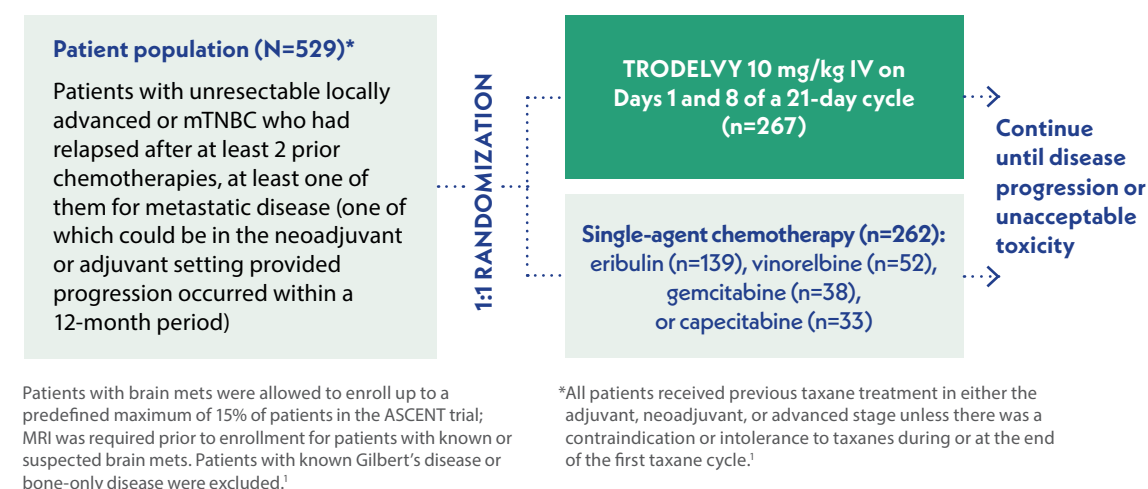 Patient population (N=529)*
Patients with unresectable locally
advanced or mTNBC who had
relapsed after at least 2 prior
chemotherapies, at least one of
them for metastatic disease (one of
which could be in the neoadjuvant
or adjuvant setting provided
progression occurred within a
12-month period)
1:1 RANDOMIZATION
TRODELVY 10 mg/kg IV on
Days 1 and 8 of a 21-day cycle
(n=267)
Single-agent chemotherapy (n=262):
eribulin (n=139), vinorelbine (n=52),
gemcitabine (n=38),
or capecitabine (n=33)
Continue
until disease
progression or
unacceptable
toxicity
Patients with brain mets were allowed to enroll up to a
predefined maximum of 15% of patients in the ASCENT trial;
MRI was required prior to enrollment for patients with known or
suspected brain mets. Patients with known Gilbert’s disease or
bone-only disease were excluded.¹
*All patients received previous taxane treatment in either the
adjuvant, neoadjuvant, or advanced stage unless there was a
contraindication or intolerance to taxanes during or at the end
of the first taxane cycle.¹